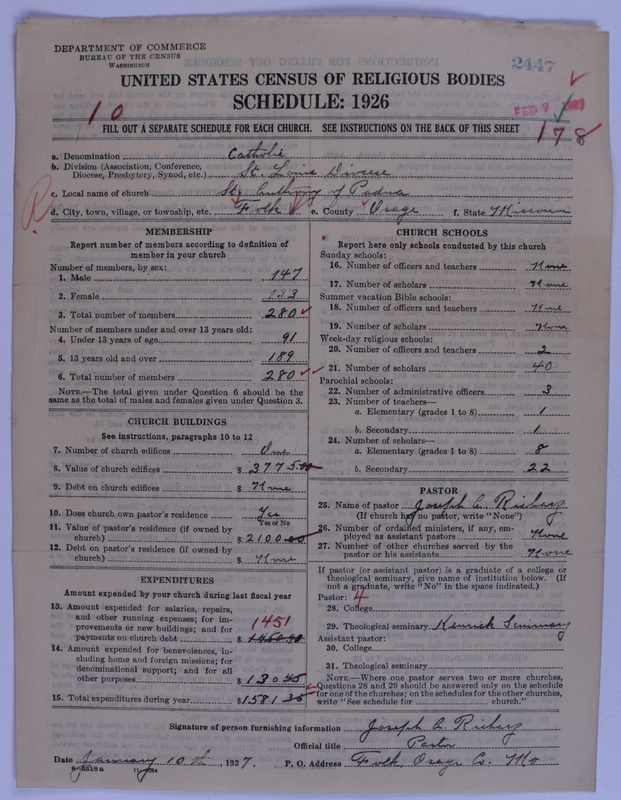 DEPARTMENT OF COMMERCE
BUREAU OF THE CENSUS
WASHINGTON
2447
UNITED STATES CENSUS OF RELIGIOUS BODIES
SCHEDULE: 1926
10
FEB 7 1927
178
FILL OUT A SEPARATE SCHEDULE FOR EACH CHURCH. SEE INSTRUCTIONS ON THE BACK OF THIS SHEET
a. Denomination Catholic
b. Division (Association, Conference, Diocese, Presbytery, Synod, etc.) St. Louis Diocese
c. Local name of church St. Anthony of Padua
d. City, town, village, or township, etc. Folk e. County Osage f. State Missouri
MEMBERSHIP
Report number of members according to definition of
member in your church
Number of members, by sex:
1. Male 147
2. Female 133
3. Total number of members 280
Number of members under and over 13 years old:
4. Under 13 years of age 91
5. 13 years old and over 189
6. Total number of members 280
NOTE.—The total given under Question 6 should be the
same as the total of males and females given under Question 3.
CHURCH BUILDINGS
See instructions, paragraphs 10 to 12
7. Number of church edifices One
8. Value of church edifices $ 3775.00
9. Debt on church edifices $ None
10. Does church own pastor's residence? Yes
Yes or No
11. Value of pastor's residence (if owned by
church) $ 2100.00
12. Debt on pastor's residence (if owned by
church) $ None
EXPENDITURES
Amount expended by your church during last fiscal year
13. Amount expended for salaries, repairs,
and other running expenses; for im-
provements or new buildings; and for 1451
payments on church debt $ 1450.90
14. Amount expended for benevolences, in-
cluding home and foreign missions; for
denominational support; and for all
other purposes $ 130.45
15. Total expenditures during year $ 1581.35
CHURCH SCHOOLS
Report here only schools conducted by this church
Sunday schools:
16. Number of officers and teachers None
17. Number of scholars None
Summer vacation Bible schools:
18. Number of officers and teachers None
19. Number of scholars None
Week-day religious schools:
20. Number of officers and teachers 2
21. Number of scholars 40
Parochial schools:
22. Number of administrative officers 3
23. Number of teachers—
a. Elementary (grades 1 to 8) 1
b. Secondary 1
24. Number of scholars—
a. Elementary (grades 1 to 8) 8
b. Secondary 22
PASTOR
25. Name of pastor Joseph A.
(If church has no pastor, write "None")
26. Number of ordained ministers, if any, em-
ployed as assistant pastors None
27. Number of other churches served by the
pastor or his assistants None
If pastor (or assistant pastor) is a graduate of a college or
theological seminary, give name of institution below. (If
not a graduate, write "No" in the space indicated.)
Pastor: 4
28. College
29. Theological seminary Kenrick Seminary
Assistant pastor:
30. College
31. Theological seminary
NOTE.—Where one pastor serves two or more churches,
Questions 28 and 29 should be answered only on the schedule
for one of the churches; on the schedules for the other churches,
write "See schedule for church."
Signature of person furnishing information Joseph A.
Official title Pastor
Date January 10th, 1927. P. O. Address Folk, Osage Co. Mo